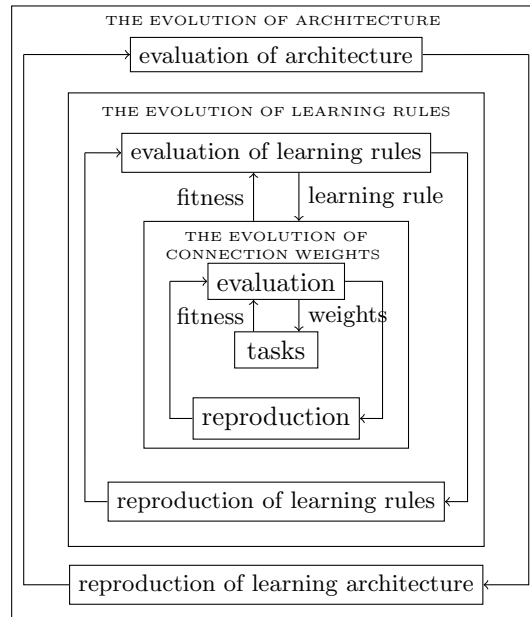 THE EVOLUTION OF ARCHITECTURE
evaluation of architecture
THE EVOLUTION OF LEARNING RULES
evaluation of learning rules
fitness
learning rule
THE EVOLUTION OF
CONNECTION WEIGHTS
evaluation
fitness
weights
tasks
reproduction
reproduction of learning rules
reproduction of learning architecture